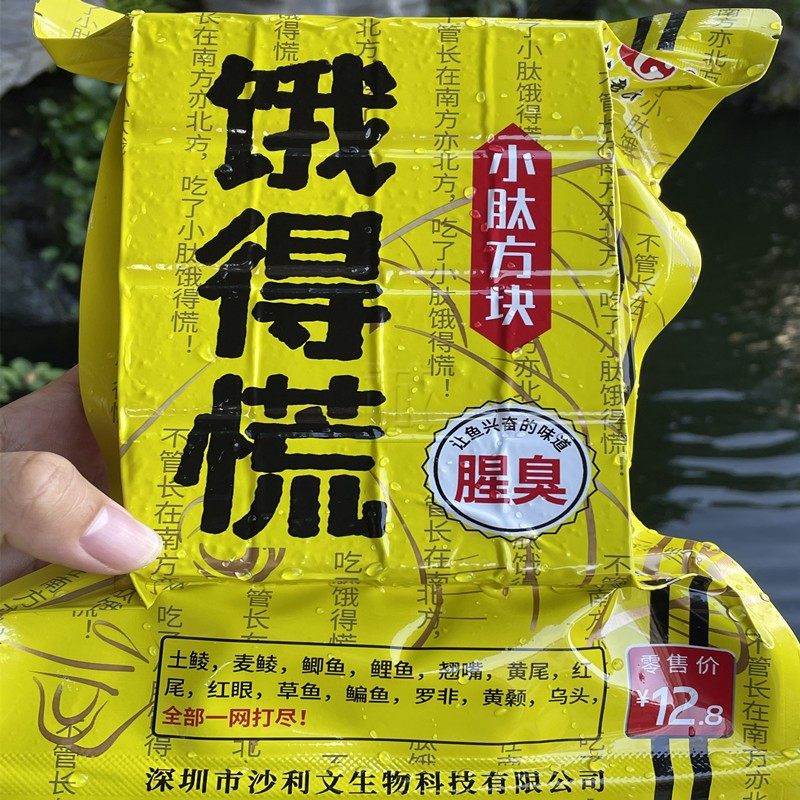 饿得慌
小肽方块
让鱼兴奋的味道
腥臭
不管长在南方亦北方，吃了小肽饿得慌！
土鲮，麦鲮，鲫鱼，鲤鱼，翘嘴，黄尾，红
尾，红眼，草鱼，鳊鱼，罗非，黄颡，乌头，
全部一网打尽！
零售价
¥12.8
深圳市沙利文生物科技有限公司